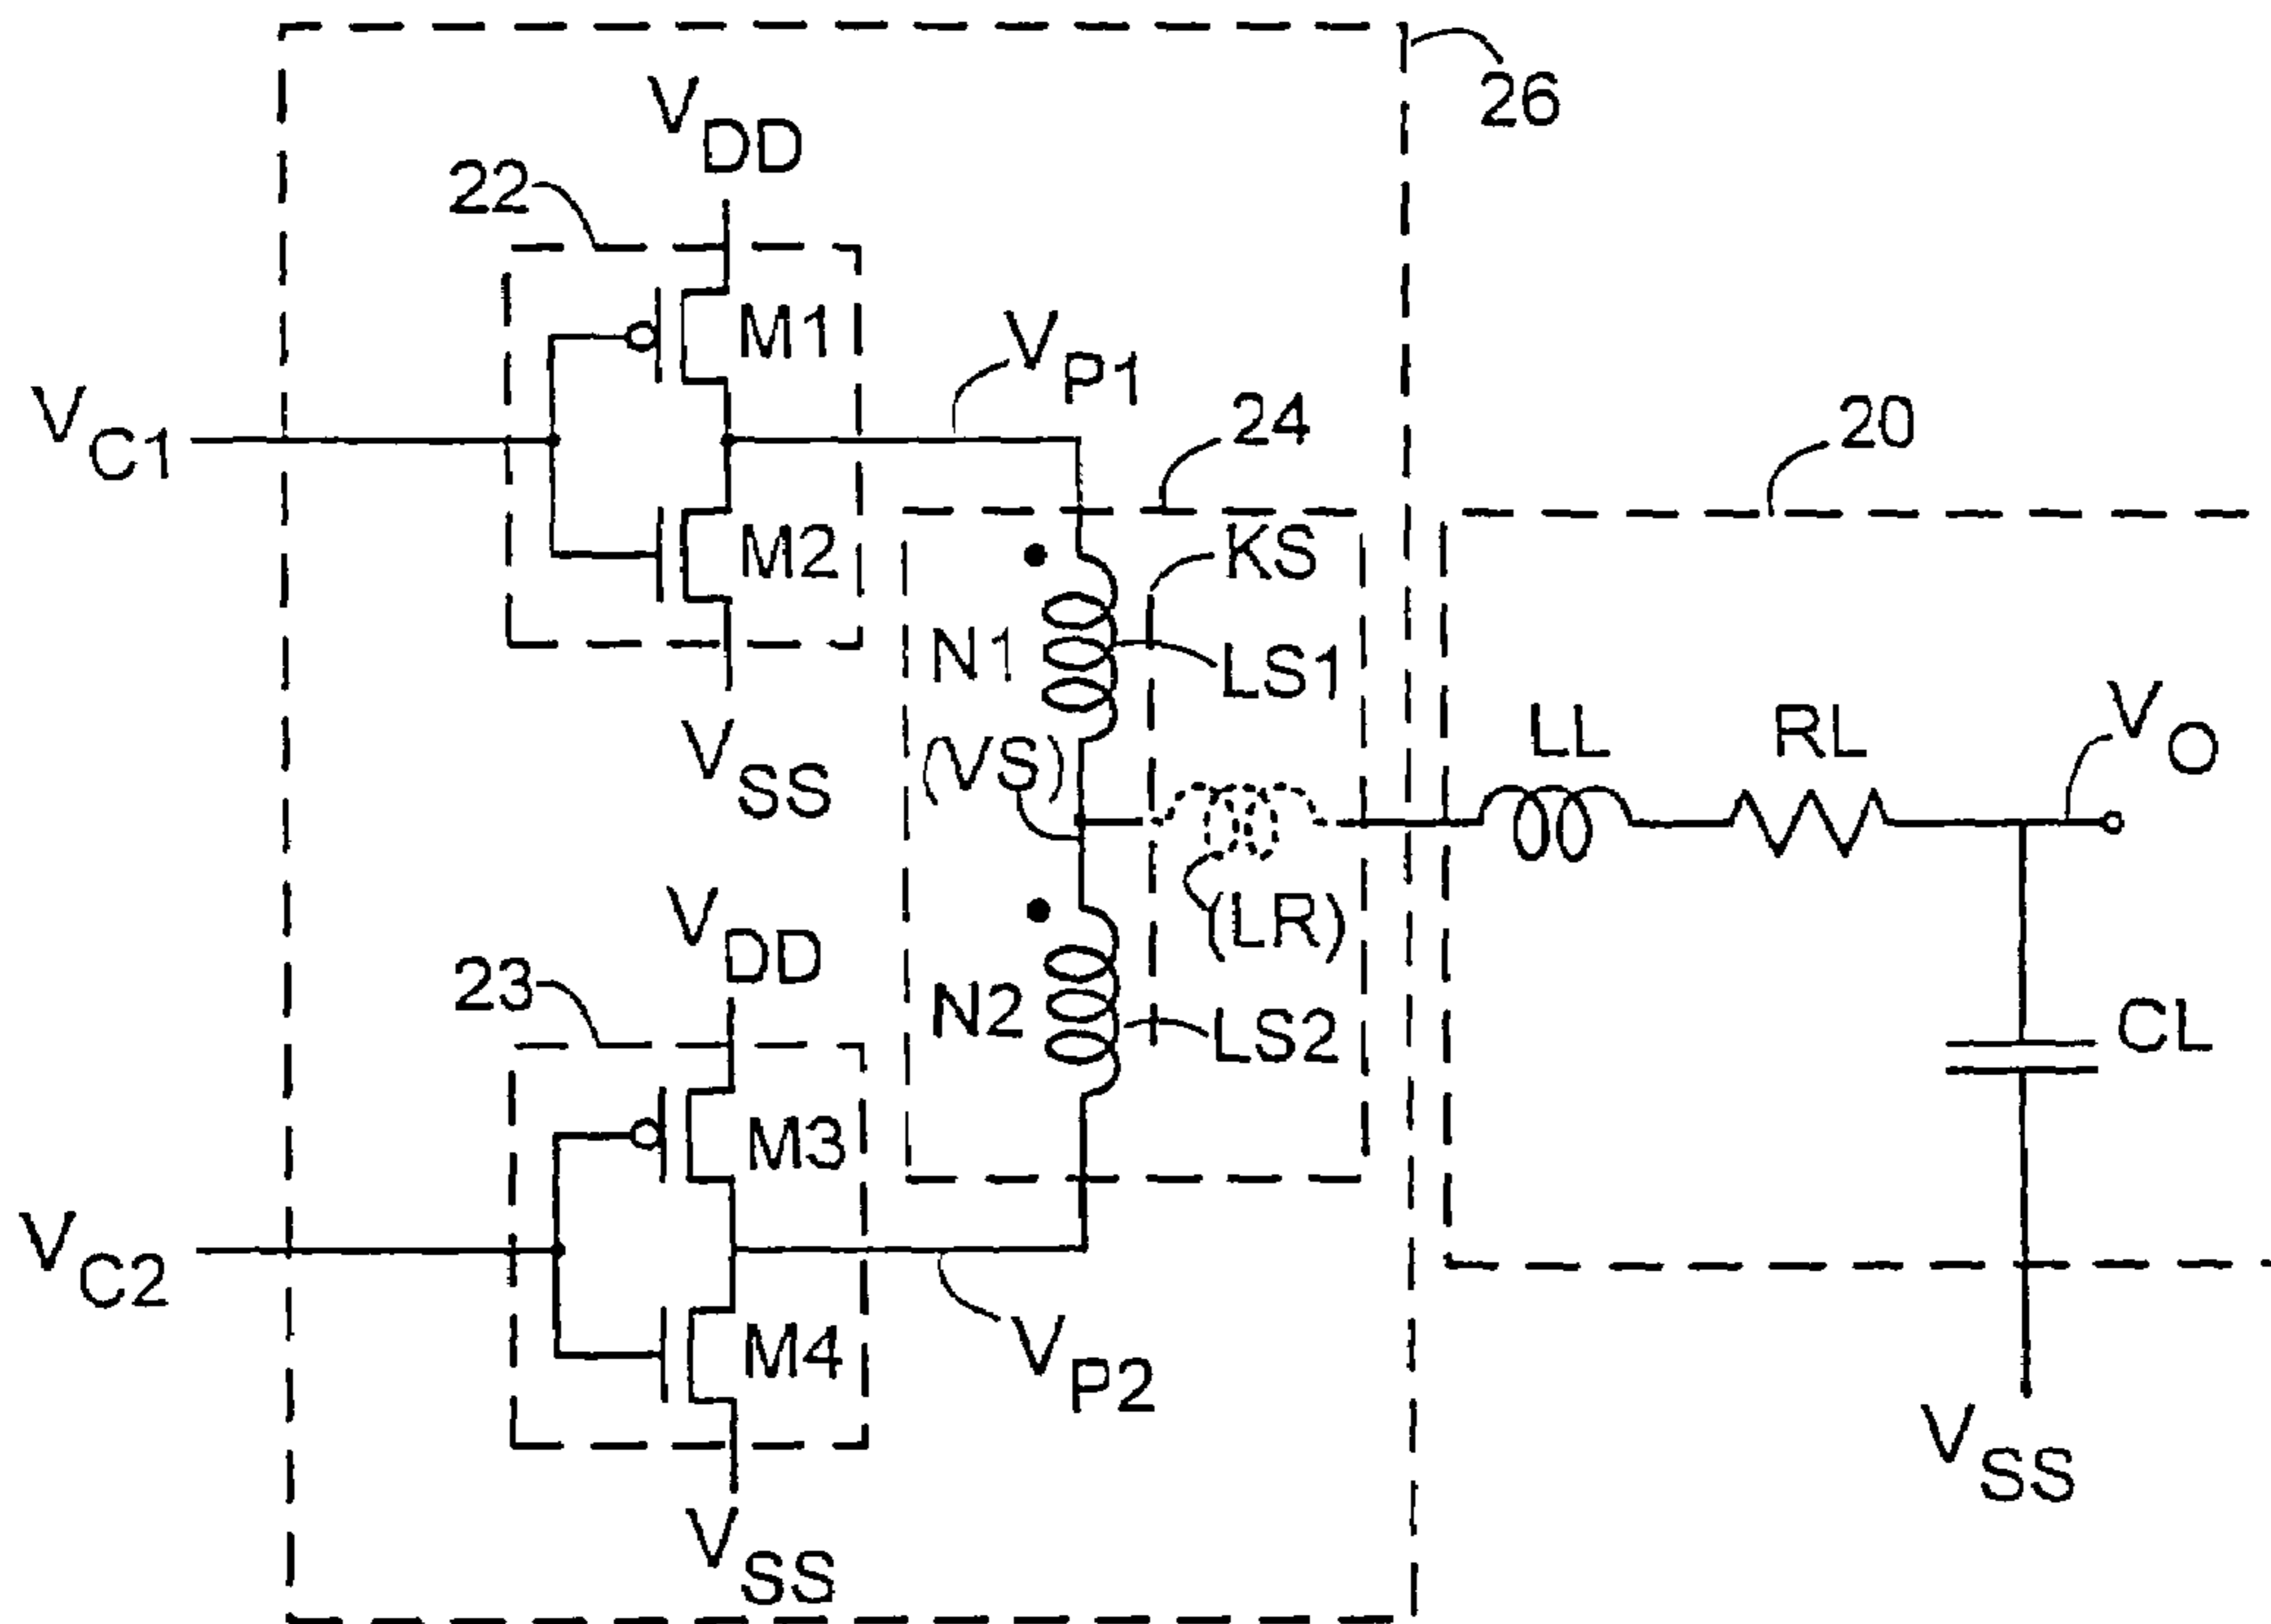 26
VDD
22
M1
VP1
VC1
24
20
M2
KS
N1
LS1
VSS
(VS)
LL
RL
VO
VDD
(LR)
23
N2
LS2
CL
M3
VC2
M4
VP2
VSS
VSS